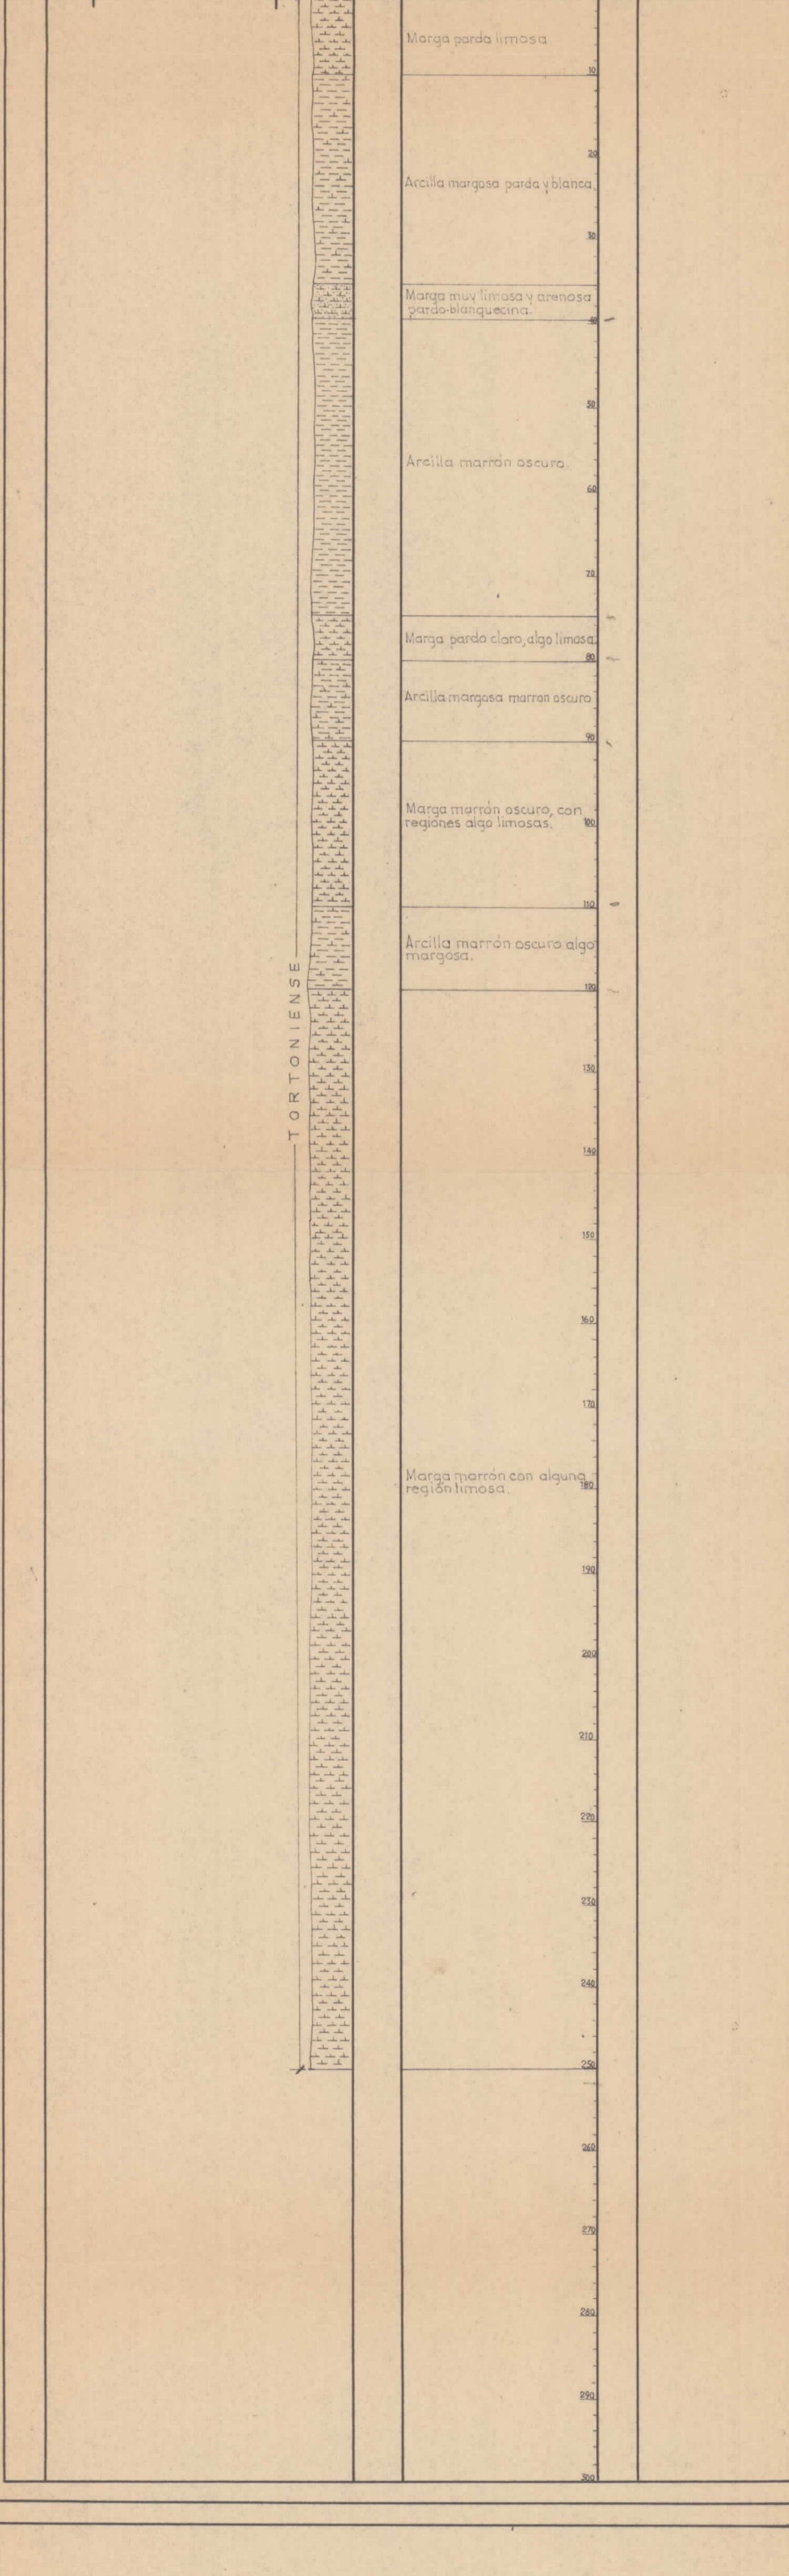 Marga parda limosa
10
20
Arcilla margosa parda y blanca.
30
Marga muy limosa y arenosa
pardo-blanquecina.
40
50
Arcilla marrón oscuro.
60
70
Marga pardo claro, algo limosa
80
Arcilla margosa marron oscuro
90
Marga marrón oscuro, con
regiones algo limosas.
100
110
Arcilla marrón oscuro algo
margosa.
120
TORTONIENSE
130
140
150
160
170
Marga marrón con alguna
región limosa.
180
190
200
210
220
230
240
250
260
270
280
290
300